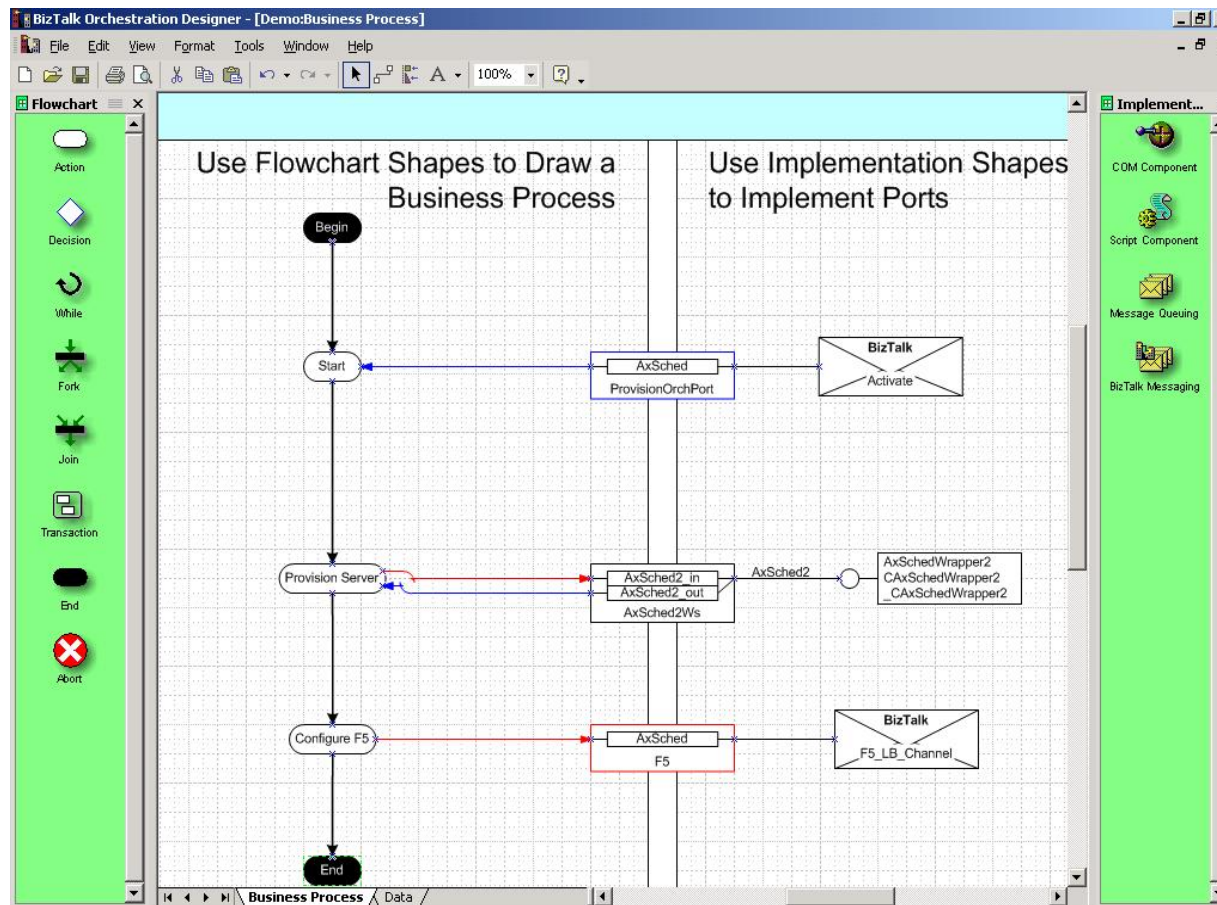 BizTalk Orchestration Designer - [Demo:Business Process]
File Edit View Format Tools Window Help
100%
Flowchart
Action
Decision
While
Fork
Join
Transaction
End
Abort
Use Flowchart Shapes to Draw a
Business Process
Use Implementation Shapes
to Implement Ports
Begin
Start
AxSched
ProvisionOrchPort
BizTalk
Activate
Provision Server
AxSched2_in
AxSched2_out
AxSched2Ws
AxSched2
AxSchedWrapper2
CAxSchedWrapper2
_CAxSchedWrapper2
Configure F5
AxSched
F5
BizTalk
F5_LB_Channel
End
Business Process
Data
Implement...
COM Component
Script Component
Message Queuing
BizTalk Messaging